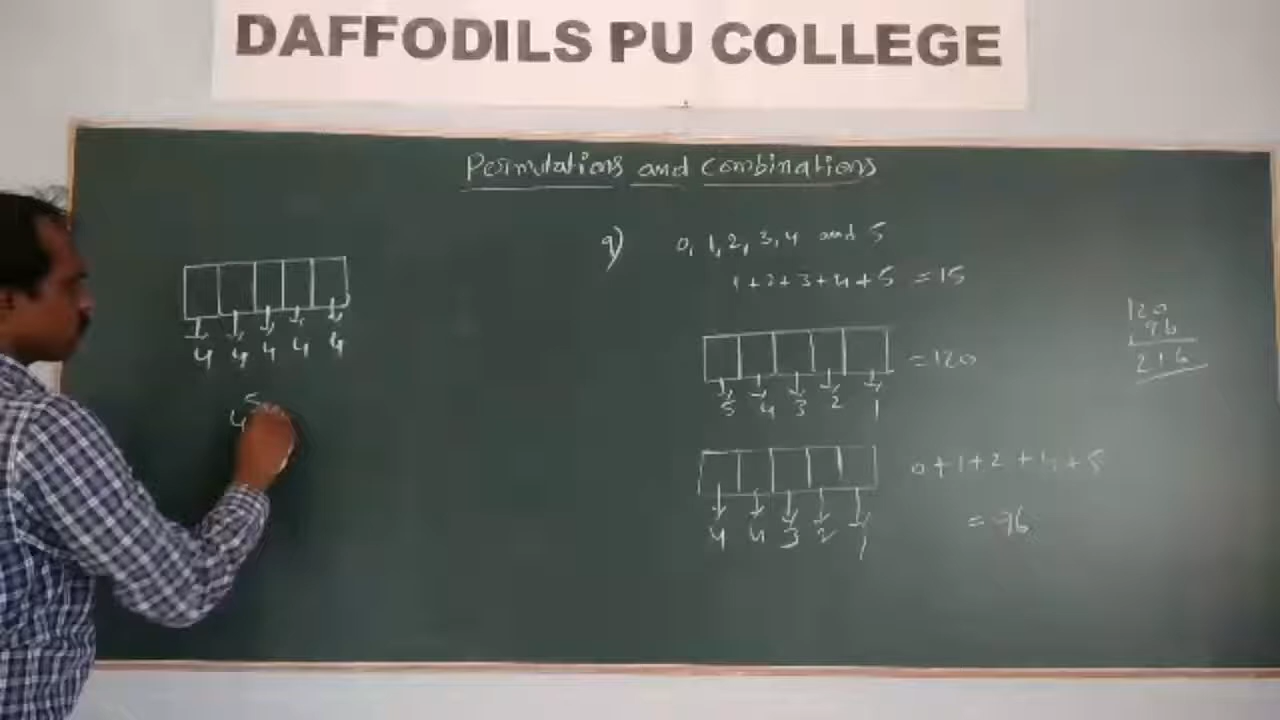 DAFFODILS PU COLLEGE
Permutations and Combinations
4 4 4 4 4
4⁵
9) 0, 1, 2, 3, 4 and 5
1+2+3+4+5 = 15
= 120
5 4 3 2 1
0+1+2+4+5
4 4 3 2 1
= 96
120
96
216